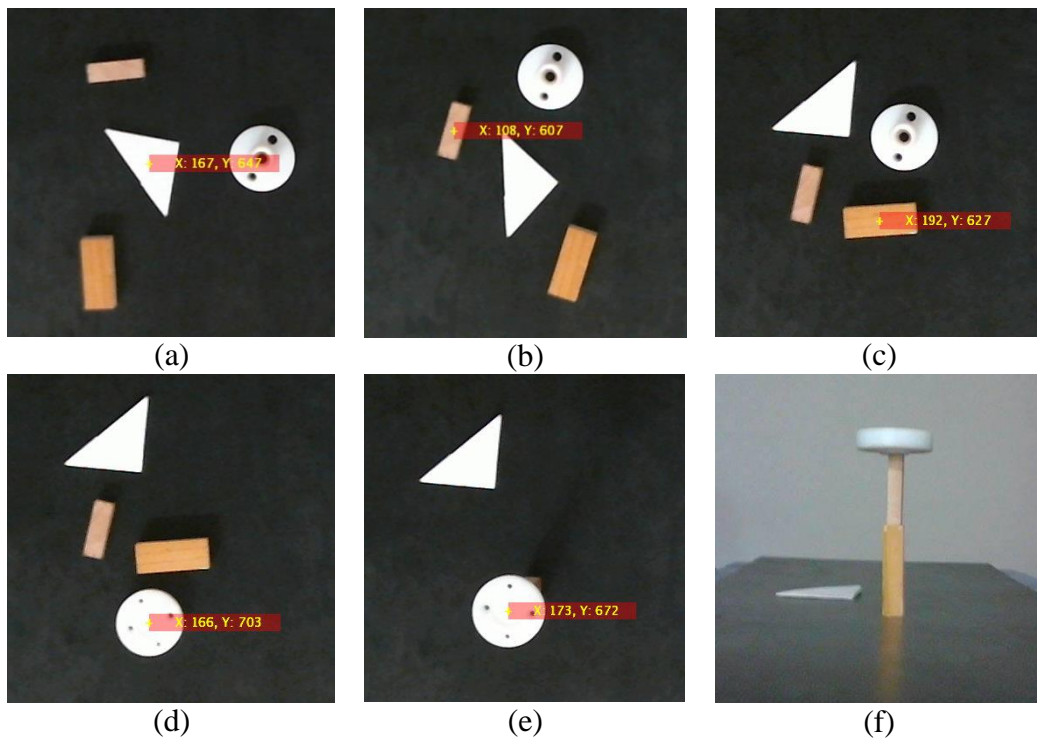 X: 167, Y: 647
X: 108, Y: 607
X: 192, Y: 627
(a)
(b)
(c)
X: 166, Y: 703
X: 173, Y: 672
(d)
(e)
(f)